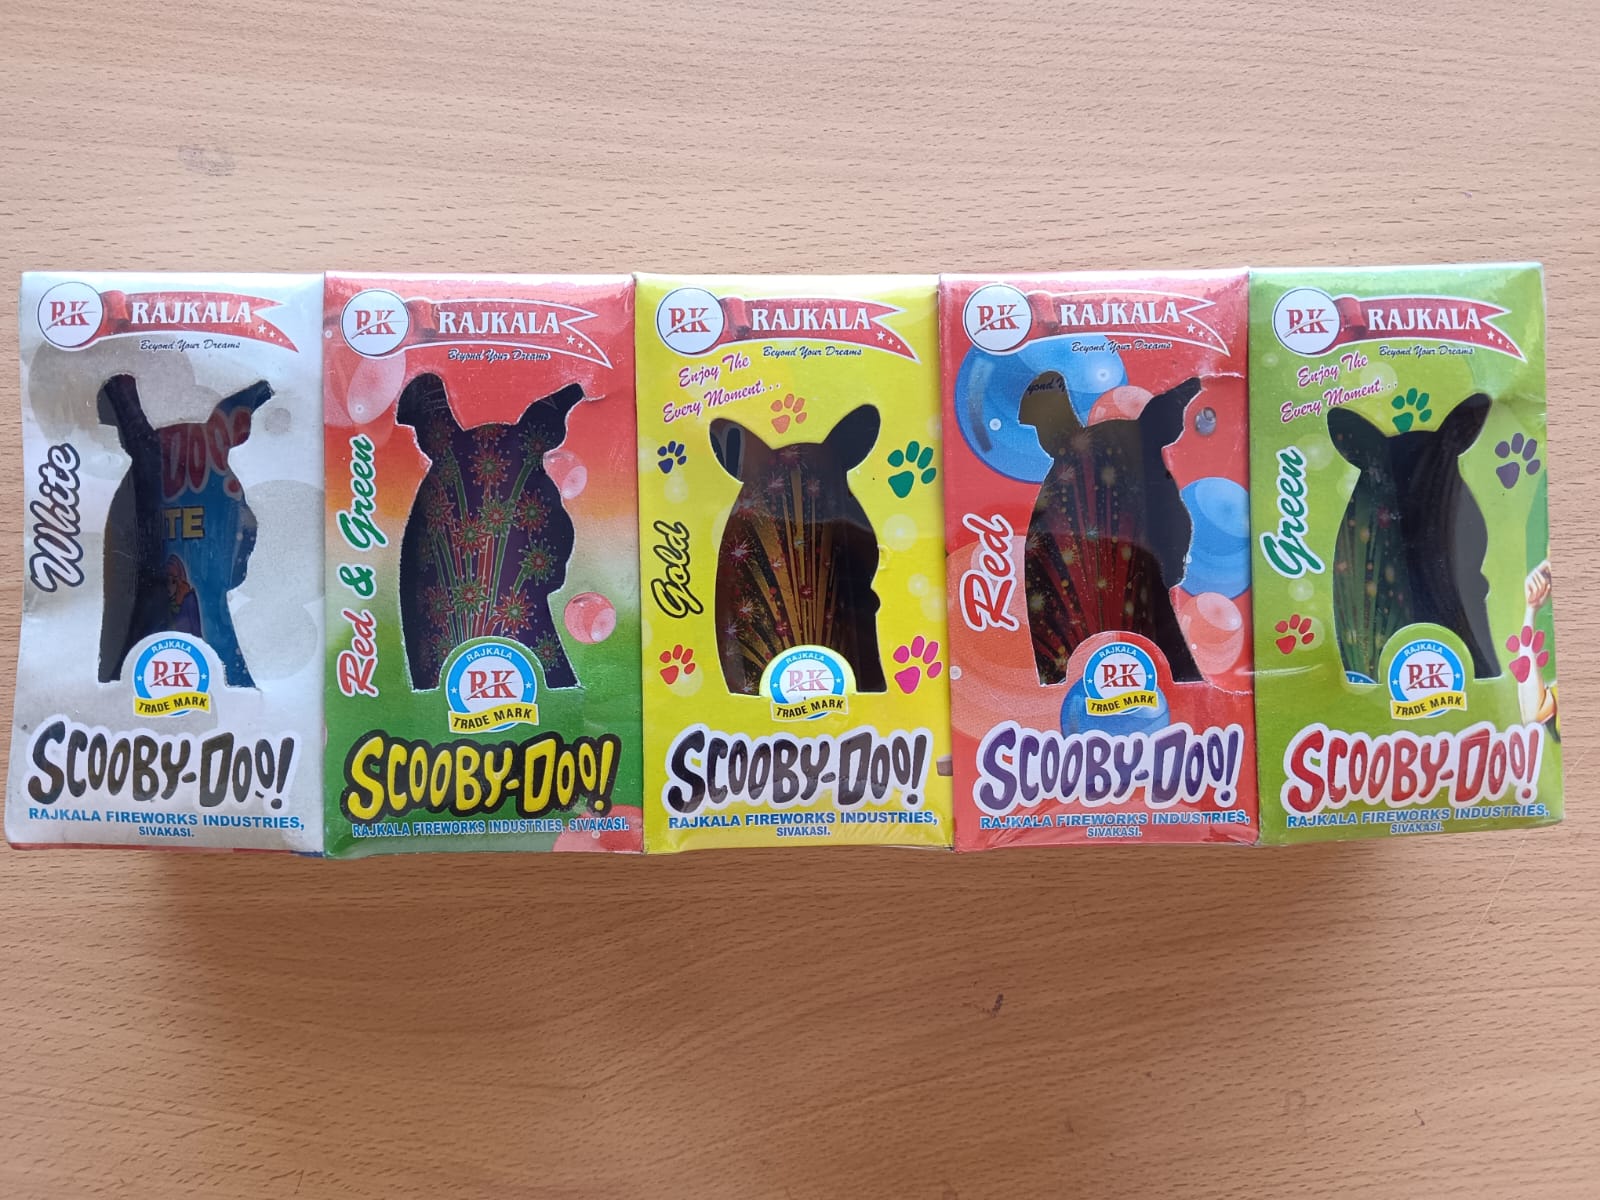 RK RAJKALA
Beyond Your Dreams
White
TE
RAJKALA
RK
TRADE MARK
SCOOBY-DOO!
RAJKALA FIREWORKS INDUSTRIES,
SIVAKASI.
RK RAJKALA
Beyond Your Dreams
Red & Green
RAJKALA
RK
TRADE MARK
SCOOBY-DOO!
RAJKALA FIREWORKS INDUSTRIES, SIVAKASI.
RK RAJKALA
Beyond Your Dreams
Enjoy The
Every Moment...
Gold
RAJKALA
RK
TRADE MARK
SCOOBY-DOO!
RAJKALA FIREWORKS INDUSTRIES,
SIVAKASI.
RK RAJKALA
Beyond Your Dreams
Red
RAJKALA
RK
TRADE MARK
SCOOBY-DOO!
RAJKALA FIREWORKS INDUSTRIES,
SIVAKASI.
RK RAJKALA
Beyond Your Dreams
Enjoy The
Every Moment...
Green
RAJKALA
RK
TRADE MARK
SCOOBY-DOO!
RAJKALA FIREWORKS INDUSTRIES,
SIVAKASI.